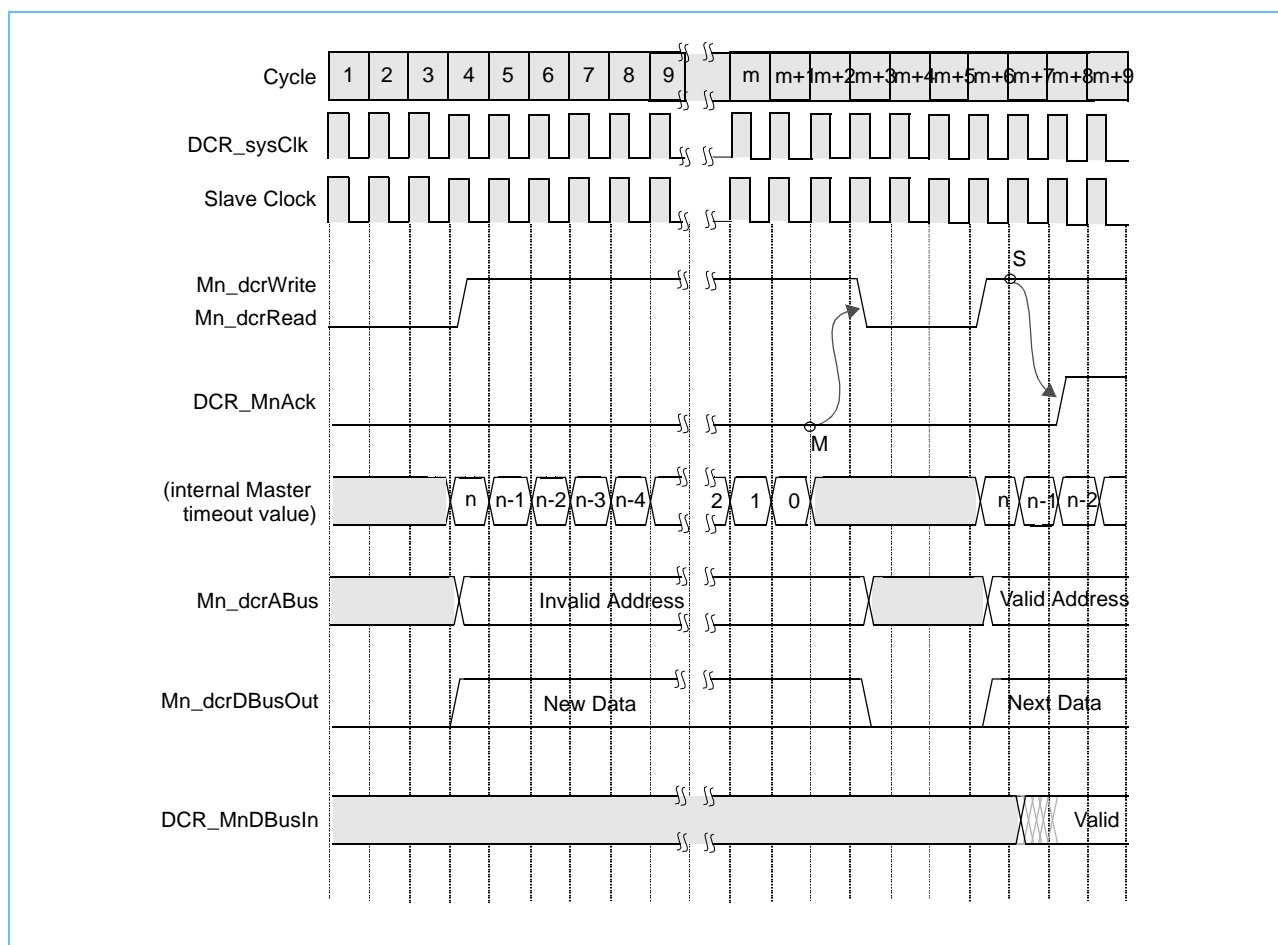 Cycle 1 2 3 4 5 6 7 8 9 m m+1 m+2 m+3 m+4 m+5 m+6 m+7 m+8 m+9
DCR_sysClk
Slave Clock
S
Mn_dcrWrite
Mn_dcrRead
DCR_MnAck
M
(internal Master
timeout value)
n n-1 n-2 n-3 n-4 2 1 0 n n-1 n-2
Mn_dcrABus Invalid Address Valid Address
Mn_dcrDBusOut New Data Next Data
DCR_MnDBusIn Valid